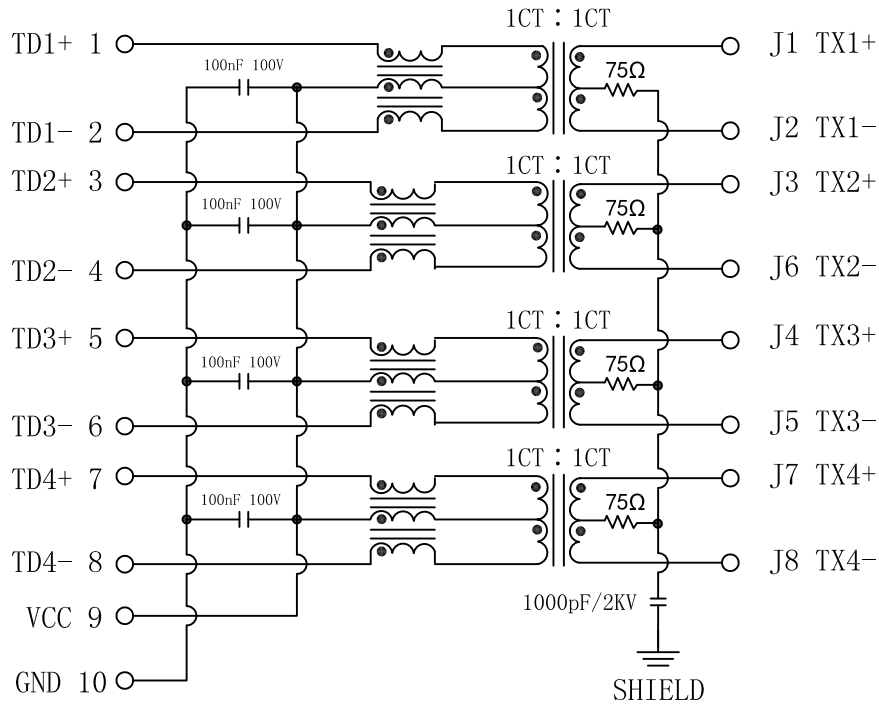 1CT : 1CT
TD1+ 1
J1 TX1+
100nF 100V
75Ω
TD1- 2
J2 TX1-
1CT : 1CT
TD2+ 3
J3 TX2+
100nF 100V
75Ω
TD2- 4
J6 TX2-
1CT : 1CT
TD3+ 5
J4 TX3+
100nF 100V
75Ω
TD3- 6
J5 TX3-
1CT : 1CT
TD4+ 7
J7 TX4+
100nF 100V
75Ω
TD4- 8
J8 TX4-
1000pF/2KV
VCC 9
GND 10
SHIELD